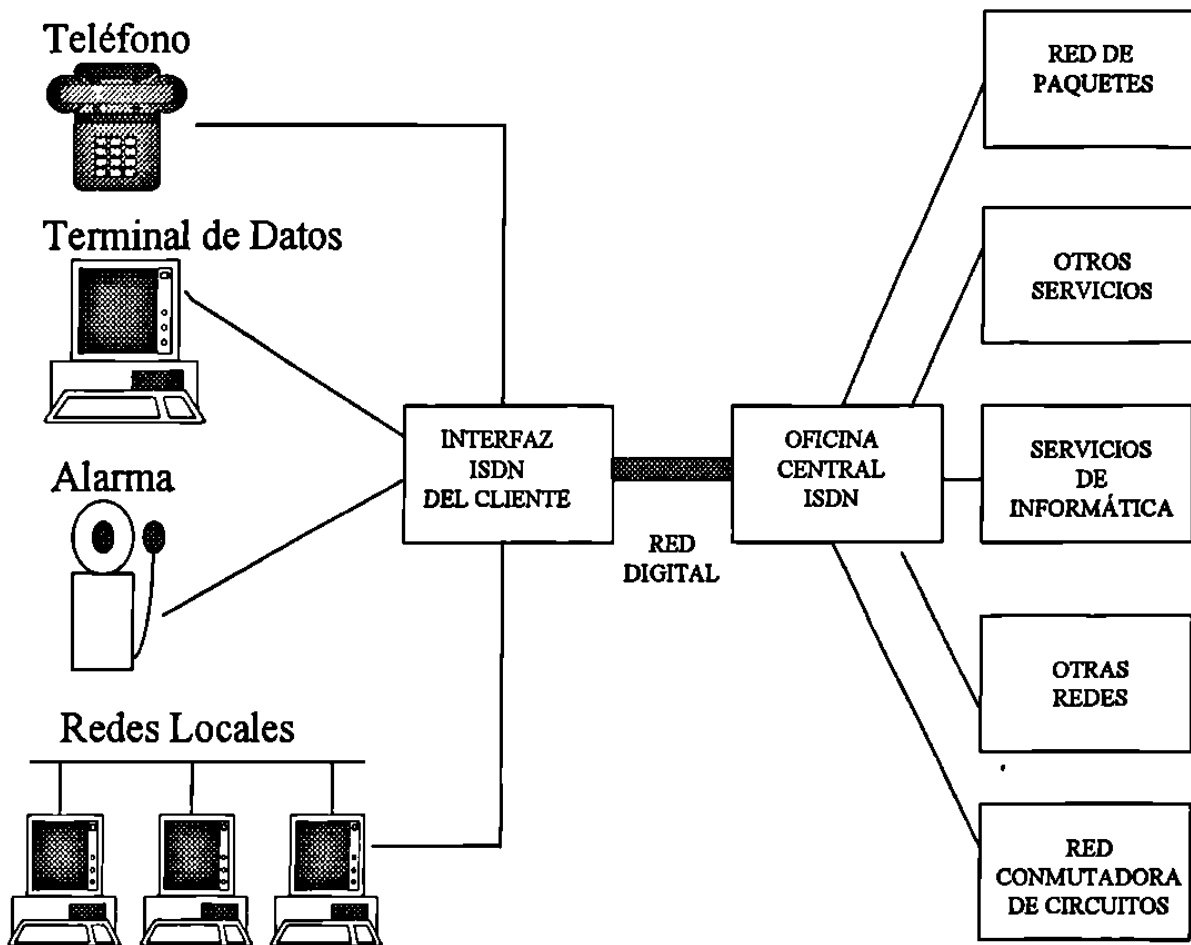 Teléfono
Terminal de Datos
Alarma
Redes Locales
INTERFAZ
ISDN
DEL CLIENTE
RED
DIGITAL
OFICINA
CENTRAL
ISDN
RED DE
PAQUETES
OTROS
SERVICIOS
SERVICIOS
DE
INFORMÁTICA
OTRAS
REDES
RED
CONMUTADORA
DE CIRCUITOS